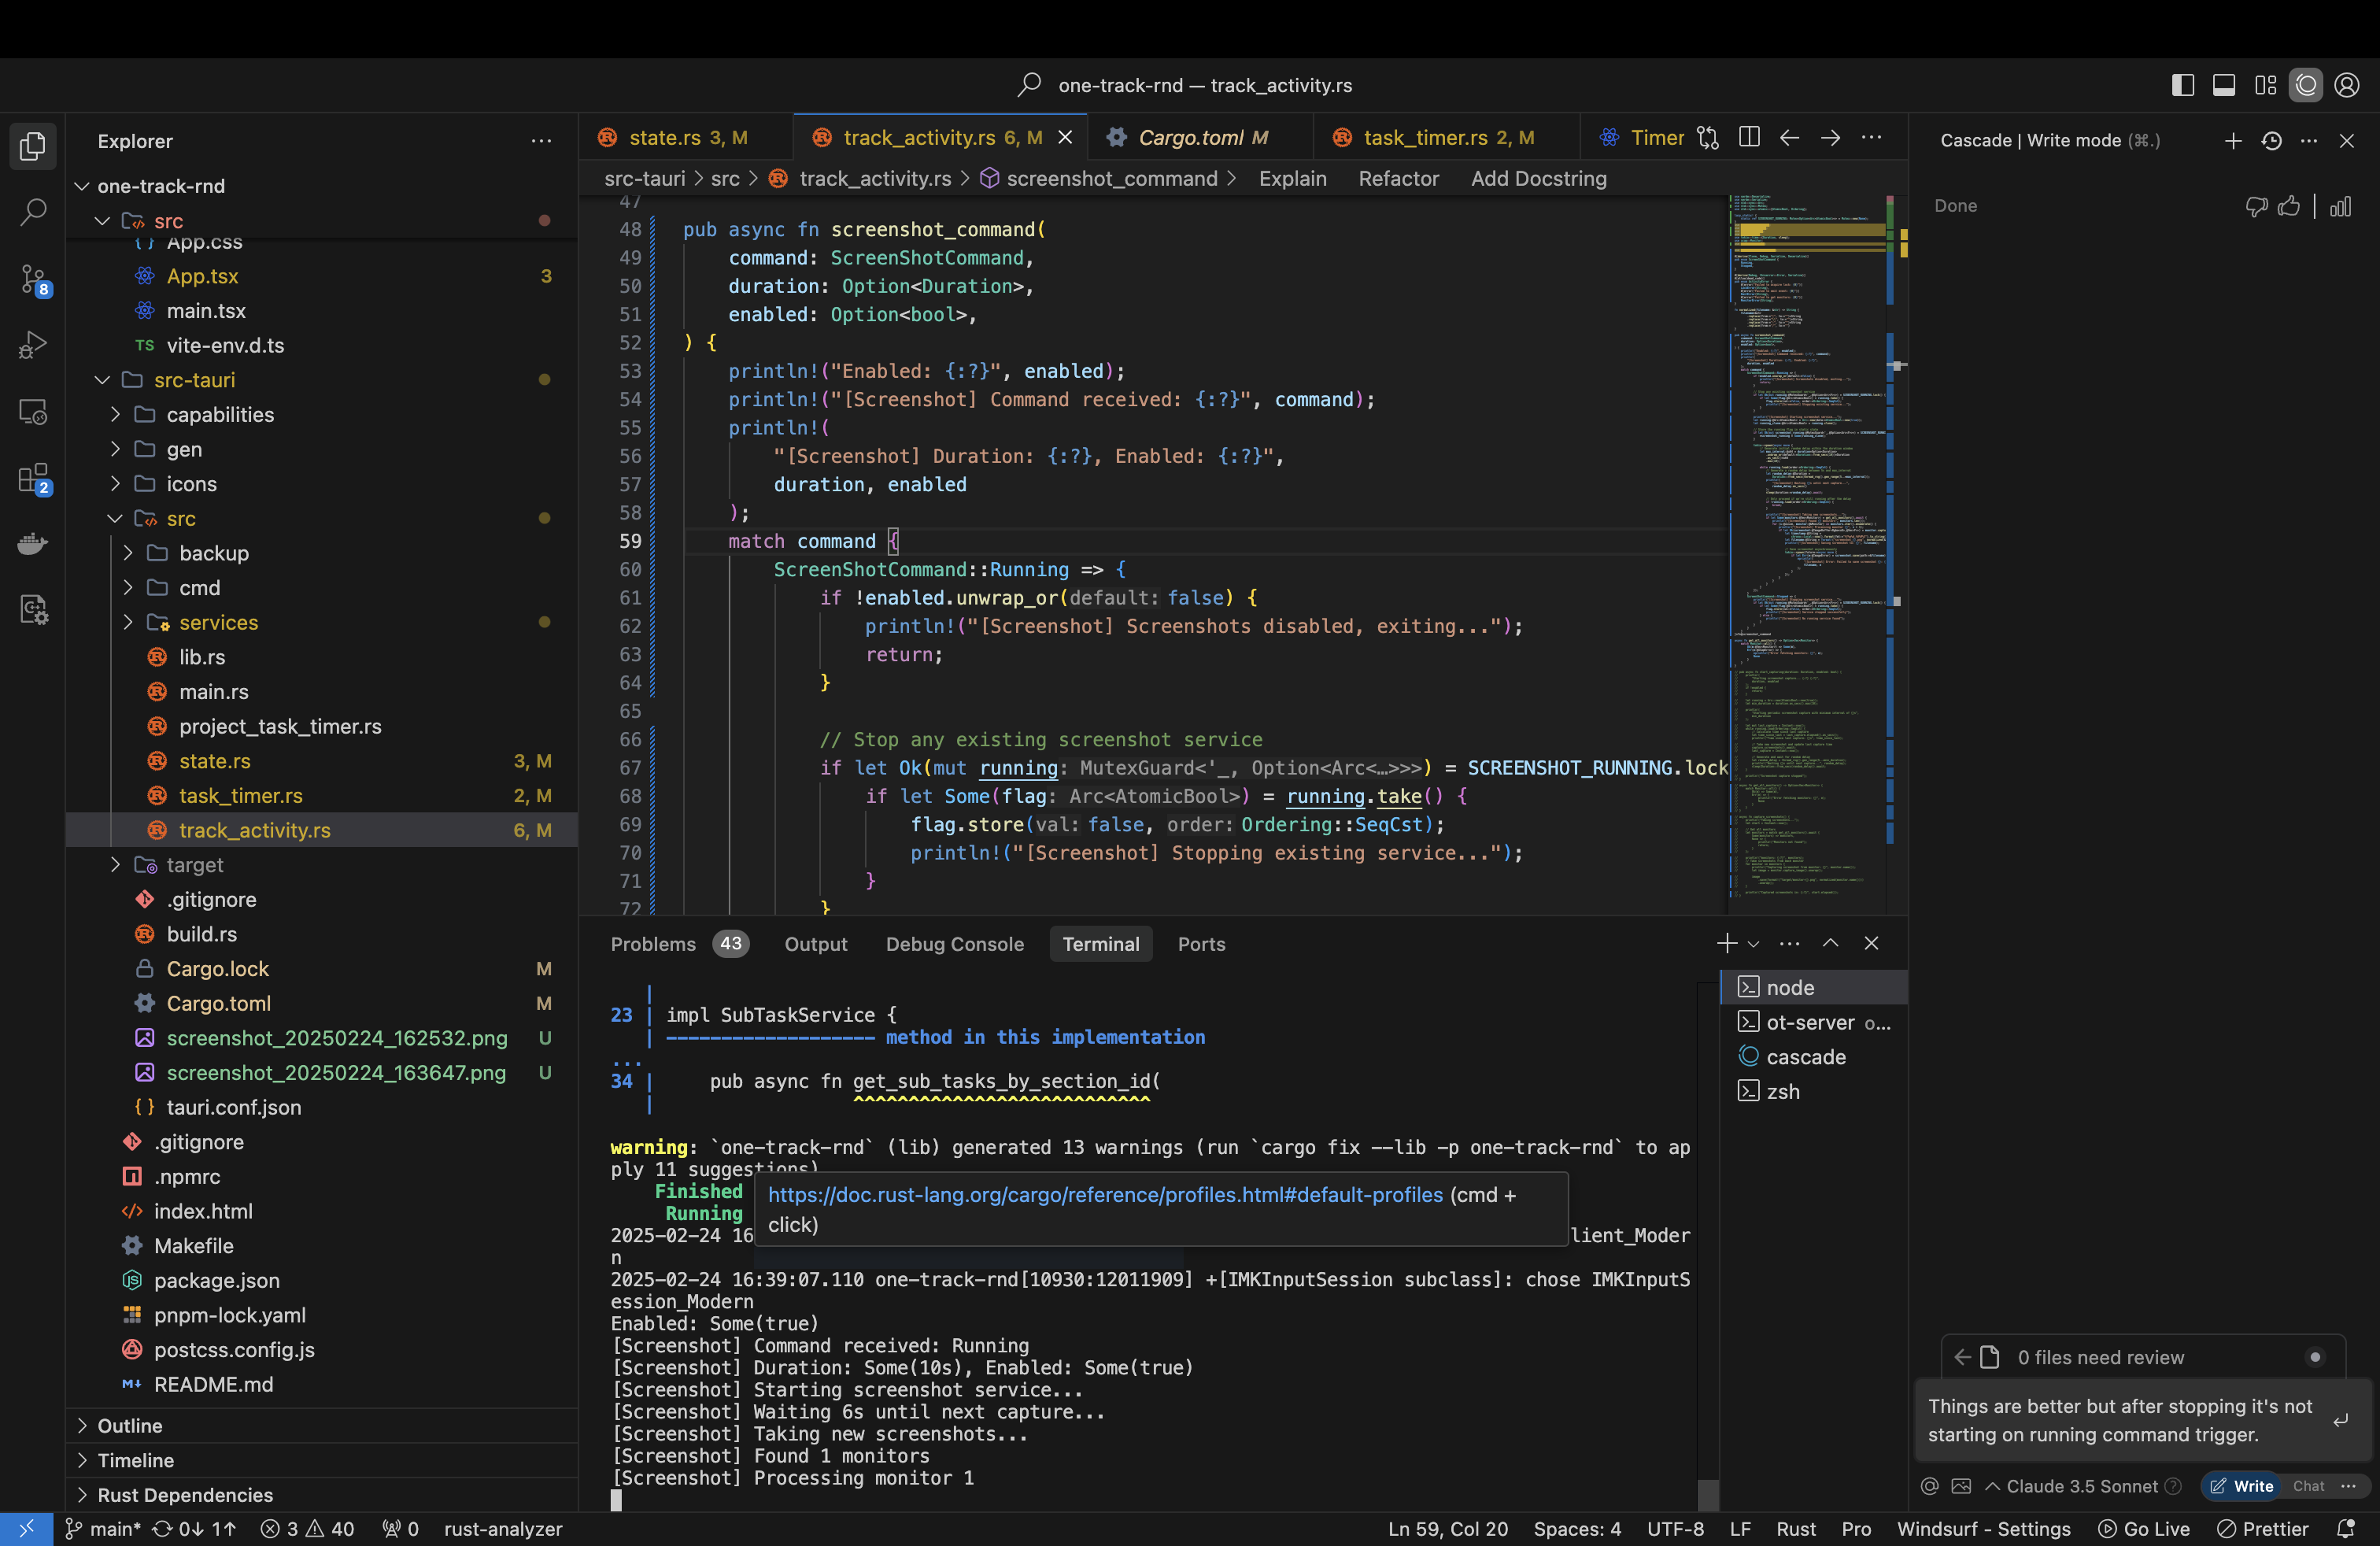 one-track-rnd — track_activity.rs
Explorer
one-track-rnd
src
App.css
App.tsx 3
main.tsx
TS vite-env.d.ts
src-tauri
capabilities
gen
icons
src
backup
cmd
services
lib.rs
main.rs
project_task_timer.rs
state.rs 3, M
task_timer.rs 2, M
track_activity.rs 6, M
target
.gitignore
build.rs
Cargo.lock M
Cargo.toml M
screenshot_20250224_162532.png U
screenshot_20250224_163647.png U
tauri.conf.json
.gitignore
.npmrc
index.html
Makefile
package.json
pnpm-lock.yaml
postcss.config.js
README.md
Outline
Timeline
Rust Dependencies
8
2
state.rs 3, M
track_activity.rs 6, M
Cargo.toml M
task_timer.rs 2, M
Timer
src-tauri > src > track_activity.rs > screenshot_command > Explain Refactor Add Docstring
47
48 pub async fn screenshot_command(
49 command: ScreenShotCommand,
50 duration: Option<Duration>,
51 enabled: Option<bool>,
52 ) {
53 println!("Enabled: {:?}", enabled);
54 println!("[Screenshot] Command received: {:?}", command);
55 println!(
56 "[Screenshot] Duration: {:?}, Enabled: {:?}",
57 duration, enabled
58 );
59 match command {
60 ScreenShotCommand::Running => {
61 if !enabled.unwrap_or(default: false) {
62 println!("[Screenshot] Screenshots disabled, exiting...");
63 return;
64 }
65
66 // Stop any existing screenshot service
67 if let Ok(mut running: MutexGuard<'_, Option<Arc<…>>>) = SCREENSHOT_RUNNING.lock
68 if let Some(flag: Arc<AtomicBool>) = running.take() {
69 flag.store(val: false, order: Ordering::SeqCst);
70 println!("[Screenshot] Stopping existing service...");
71 }
72 }
Problems 43 Output Debug Console Terminal Ports
23 | impl SubTaskService {
| ------------------- method in this implementation
...
34 | pub async fn get_sub_tasks_by_section_id(
| ^^^^^^^^^^^^^^^^^^^^^^^^^^^
warning: `one-track-rnd` (lib) generated 13 warnings (run `cargo fix --lib -p one-track-rnd` to ap
ply 11 suggestions)
Finished
Running
https://doc.rust-lang.org/cargo/reference/profiles.html#default-profiles (cmd +
click)
2025-02-24 16 lient_Moder
n
2025-02-24 16:39:07.110 one-track-rnd[10930:12011909] +[IMKInputSession subclass]: chose IMKInputS
ession_Modern
Enabled: Some(true)
[Screenshot] Command received: Running
[Screenshot] Duration: Some(10s), Enabled: Some(true)
[Screenshot] Starting screenshot service...
[Screenshot] Waiting 6s until next capture...
[Screenshot] Taking new screenshots...
[Screenshot] Found 1 monitors
[Screenshot] Processing monitor 1
node
ot-server o...
cascade
zsh
Cascade | Write mode (⌘.)
Done
0 files need review
Things are better but after stopping it's not
starting on running command trigger.
Claude 3.5 Sonnet
Write Chat
main* 0↓ 1↑ 3 40 0 rust-analyzer
Ln 59, Col 20 Spaces: 4 UTF-8 LF Rust Pro Windsurf - Settings Go Live Prettier